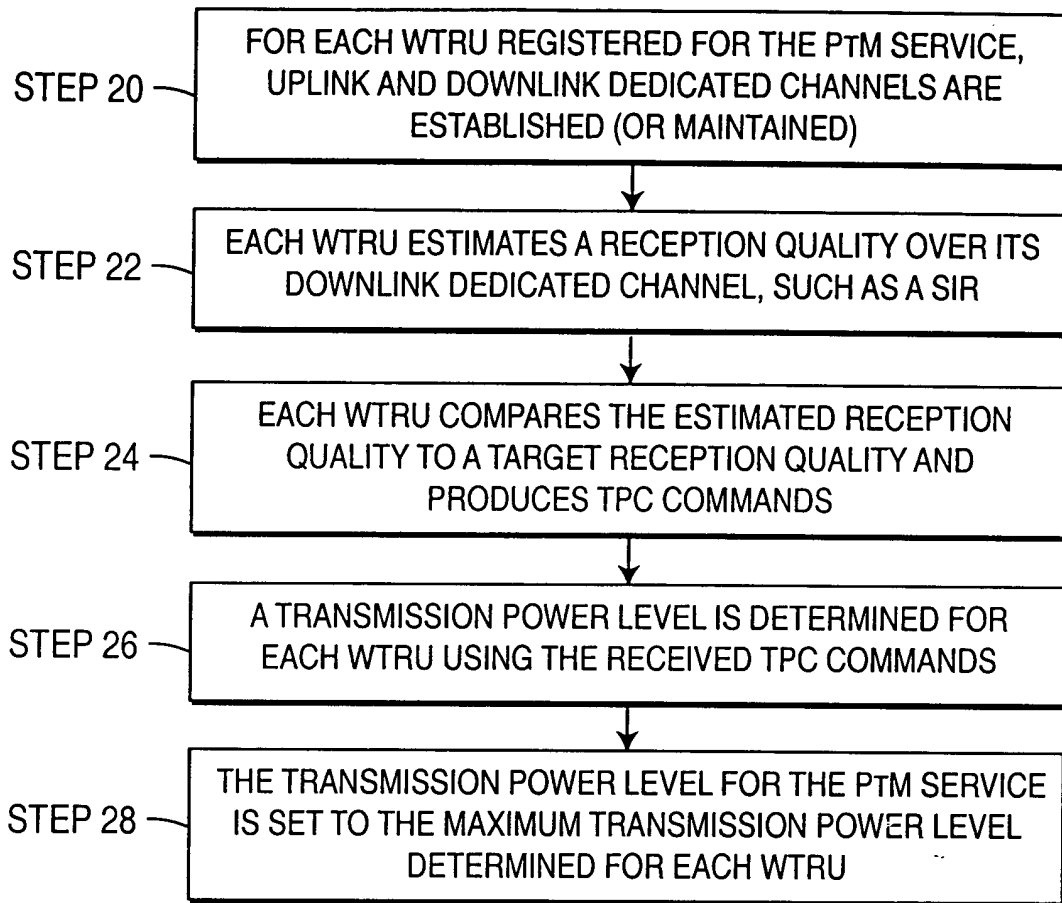 STEP 20
FOR EACH WTRU REGISTERED FOR THE PTM SERVICE,
UPLINK AND DOWNLINK DEDICATED CHANNELS ARE
ESTABLISHED (OR MAINTAINED)
STEP 22
EACH WTRU ESTIMATES A RECEPTION QUALITY OVER ITS
DOWNLINK DEDICATED CHANNEL, SUCH AS A SIR
STEP 24
EACH WTRU COMPARES THE ESTIMATED RECEPTION
QUALITY TO A TARGET RECEPTION QUALITY AND
PRODUCES TPC COMMANDS
STEP 26
A TRANSMISSION POWER LEVEL IS DETERMINED FOR
EACH WTRU USING THE RECEIVED TPC COMMANDS
STEP 28
THE TRANSMISSION POWER LEVEL FOR THE PTM SERVICE
IS SET TO THE MAXIMUM TRANSMISSION POWER LEVEL
DETERMINED FOR EACH WTRU